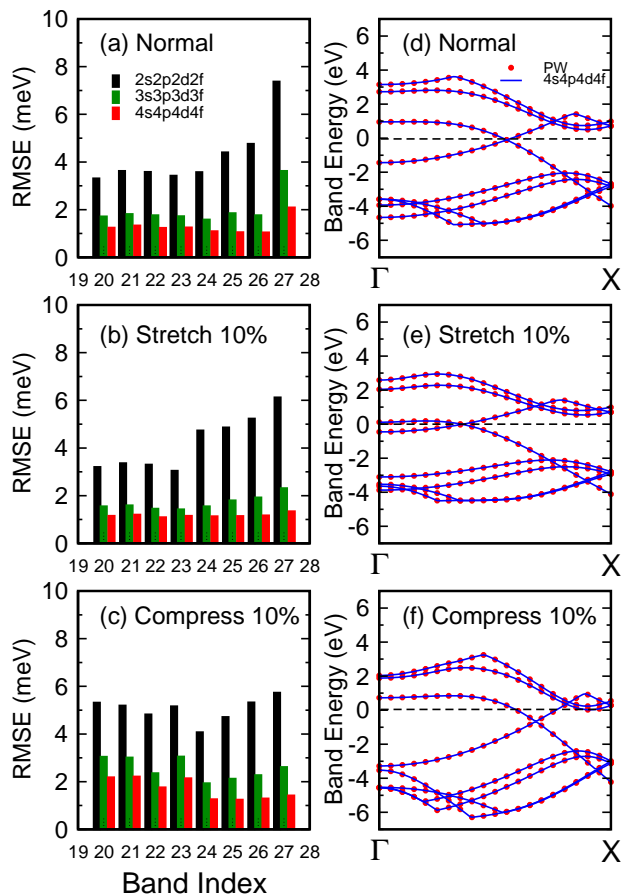 (a) Normal
2s2p2d2f
3s3p3d3f
4s4p4d4f
RMSE (meV)
10
8
6
4
2
0
19 20 21 22 23 24 25 26 27 28
(d) Normal
PW
4s4p4d4f
Band Energy (eV)
6
4
2
0
-2
-4
-6
Γ X
(b) Stretch 10%
RMSE (meV)
10
8
6
4
2
0
19 20 21 22 23 24 25 26 27 28
(e) Stretch 10%
Band Energy (eV)
6
4
2
0
-2
-4
-6
Γ X
(c) Compress 10%
RMSE (meV)
10
8
6
4
2
0
19 20 21 22 23 24 25 26 27 28
Band Index
(f) Compress 10%
Band Energy (eV)
6
4
2
0
-2
-4
-6
Γ X